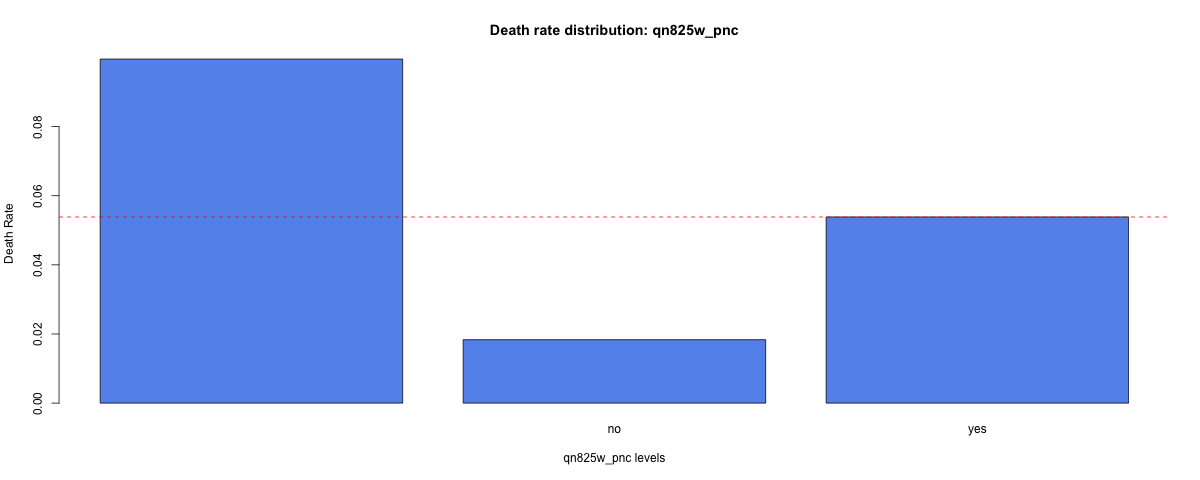 Death rate distribution: qn825w_pnc
Death Rate
0.08
0.06
0.04
0.02
0.00
no
yes
qn825w_pnc levels